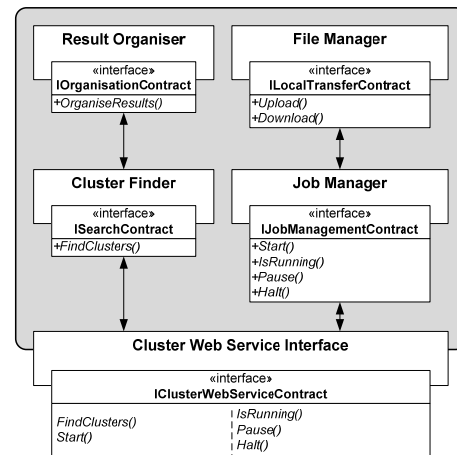 Result Organiser
«interface»
IOrganisationContract
+OrganiseResults()
File Manager
«interface»
ILocalTransferContract
+Upload()
+Download()
Cluster Finder
«interface»
ISearchContract
+FindClusters()
Job Manager
«interface»
IJobManagementContract
+Start()
+IsRunning()
+Pause()
+Halt()
Cluster Web Service Interface
«interface»
IClusterWebServiceContract
FindClusters()
Start()
IsRunning()
Pause()
Halt()